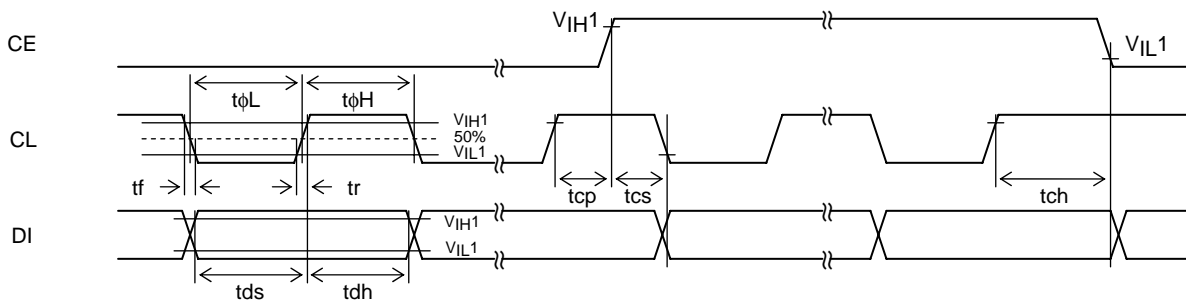 CE
VIH1
VIL1
tϕL
tϕH
CL
VIH1
50%
VIL1
tf
tr
tcp
tcs
tch
DI
VIH1
VIL1
tds
tdh